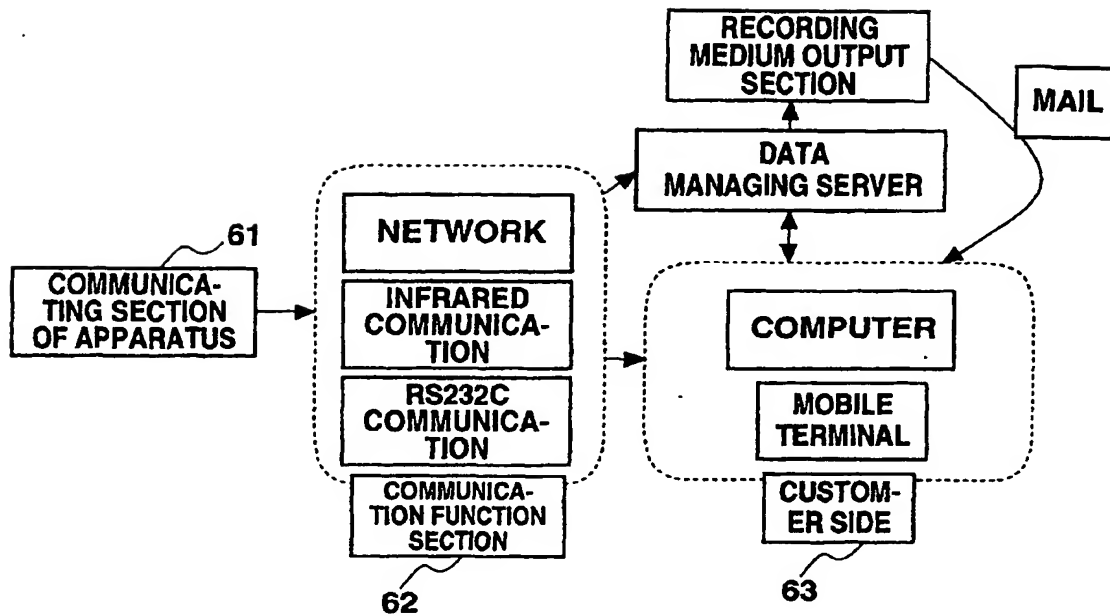 RECORDING
MEDIUM OUTPUT
SECTION
MAIL
DATA
MANAGING SERVER
61
COMMUNICA-
TING SECTION
OF APPARATUS
NETWORK
INFRARED
COMMUNICA-
TION
RS232C
COMMUNICA-
TION
COMMUNICA-
TION FUNCTION
SECTION
62
COMPUTER
MOBILE
TERMINAL
CUSTOM-
ER SIDE
63